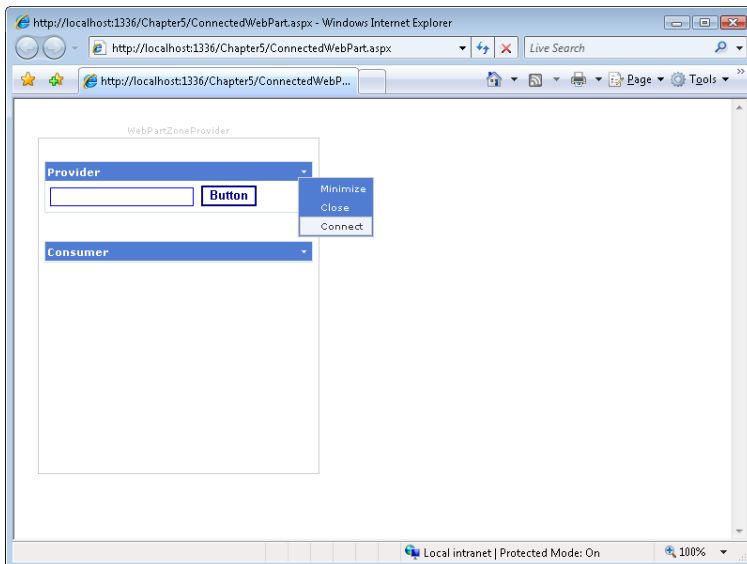 http://localhost:1336/Chapter5/ConnectedWebPart.aspx - Windows Internet Explorer
http://localhost:1336/Chapter5/ConnectedWebPart.aspx
Live Search
http://localhost:1336/Chapter5/ConnectedWebP...
Page
Tools
WebPartZoneProvider
Provider
Button
Minimize
Close
Connect
Consumer
Local intranet | Protected Mode: On
100%